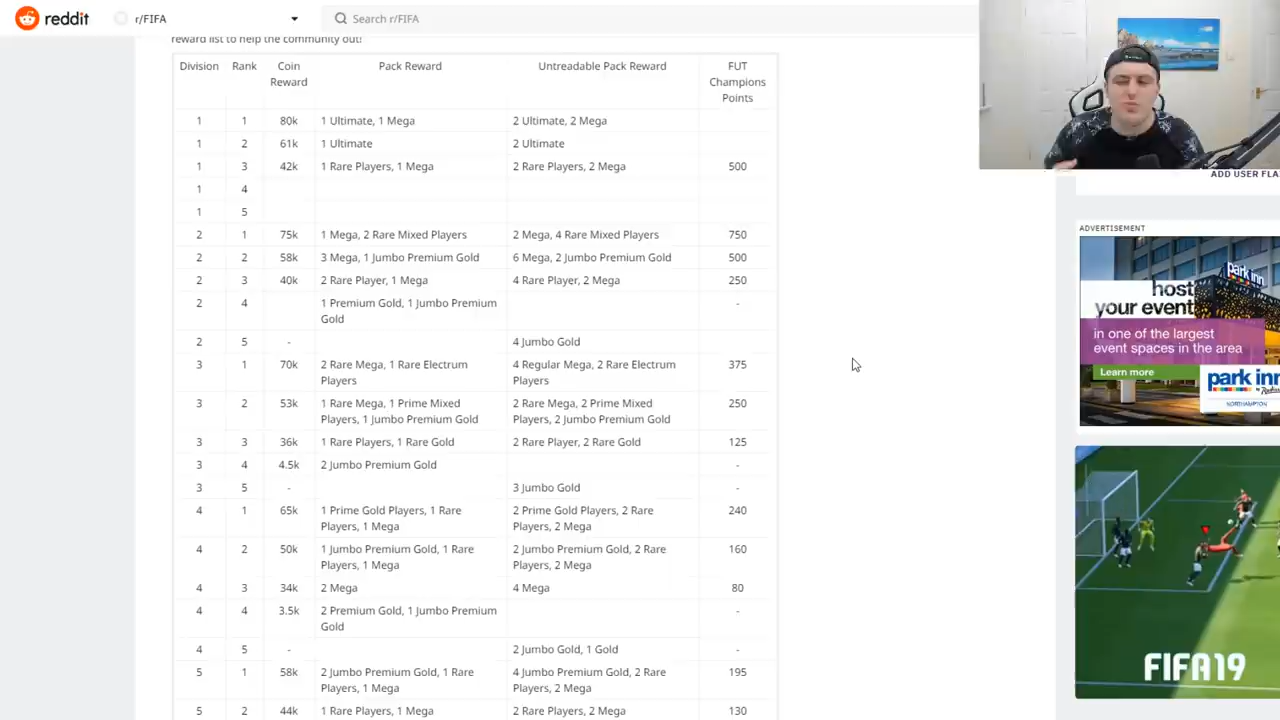 reddit
r/FIFA
Search r/FIFA
reward list to help the community out!
Division Rank Coin Reward Pack Reward Untreadable Pack Reward FUT Champions Points
1 1 80k 1 Ultimate, 1 Mega 2 Ultimate, 2 Mega
1 2 61k 1 Ultimate 2 Ultimate
1 3 42k 1 Rare Players, 1 Mega 2 Rare Players, 2 Mega 500
1 4
1 5
2 1 75k 1 Mega, 2 Rare Mixed Players 2 Mega, 4 Rare Mixed Players 750
2 2 58k 3 Mega, 1 Jumbo Premium Gold 6 Mega, 2 Jumbo Premium Gold 500
2 3 40k 2 Rare Player, 1 Mega 4 Rare Player, 2 Mega 250
2 4 1 Premium Gold, 1 Jumbo Premium Gold -
2 5 - 4 Jumbo Gold
3 1 70k 2 Rare Mega, 1 Rare Electrum Players 4 Regular Mega, 2 Rare Electrum Players 375
3 2 53k 1 Rare Mega, 1 Prime Mixed Players, 1 Jumbo Premium Gold 2 Rare Mega, 2 Prime Mixed Players, 2 Jumbo Premium Gold 250
3 3 36k 1 Rare Players, 1 Rare Gold 2 Rare Player, 2 Rare Gold 125
3 4 4.5k 2 Jumbo Premium Gold -
3 5 - 3 Jumbo Gold -
4 1 65k 1 Prime Gold Players, 1 Rare Players, 1 Mega 2 Prime Gold Players, 2 Rare Players, 2 Mega 240
4 2 50k 1 Jumbo Premium Gold, 1 Rare Players, 1 Mega 2 Jumbo Premium Gold, 2 Rare Players, 2 Mega 160
4 3 34k 2 Mega 4 Mega 80
4 4 3.5k 2 Premium Gold, 1 Jumbo Premium Gold -
4 5 - 2 Jumbo Gold, 1 Gold -
5 1 58k 2 Jumbo Premium Gold, 1 Rare Players, 1 Mega 4 Jumbo Premium Gold, 2 Rare Players, 2 Mega 195
5 2 44k 1 Rare Players, 1 Mega 2 Rare Players, 2 Mega 130
ADD USER FLA
ADVERTISEMENT
park inn
host
your event
in one of the largest
event spaces in the area
Learn more
park inn
NORTHAMPTON
FIFA19